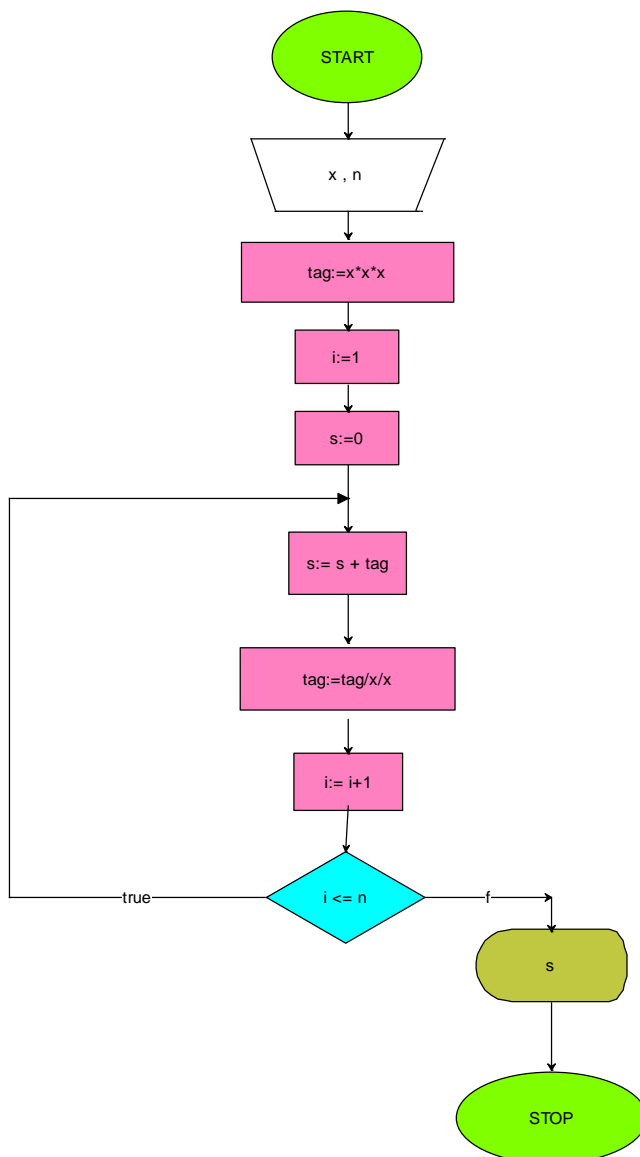 START
x , n
tag:=x*x*x
i:=1
s:=0
s:= s + tag
tag:=tag/x/x
i:= i+1
i <= n
true
f
s
STOP